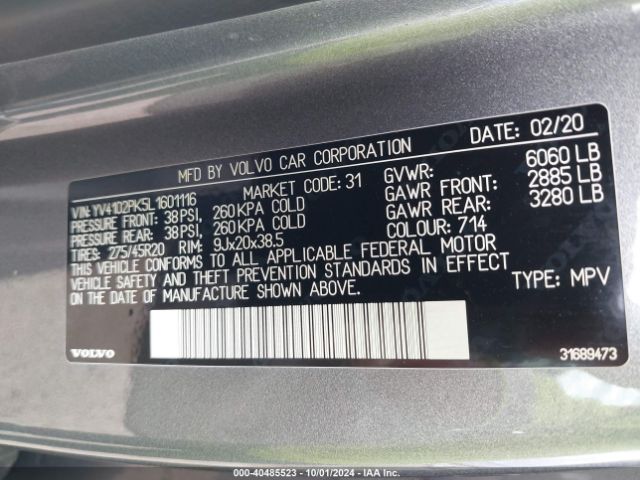 MFD BY VOLVO CAR CORPORATION DATE: 02/20
VIN: YV4102PK5L1601116 MARKET CODE: 31 GVWR: 6060 LB
PRESSURE FRONT: 38 PSI, 260 KPA COLD GAWR FRONT: 2885 LB
PRESSURE REAR: 38 PSI, 260 KPA COLD GAWR REAR: 3280 LB
TIRES: 275/45R20 RIM: 9Jx20x38.5 COLOUR: 714
THIS VEHICLE CONFORMS TO ALL APPLICABLE FEDERAL MOTOR
VEHICLE SAFETY AND THEFT PREVENTION STANDARDS IN EFFECT
ON THE DATE OF MANUFACTURE SHOWN ABOVE. TYPE: MPV
VOLVO 31689473
000-40485523 - 10/01/2024 - IAA Inc.